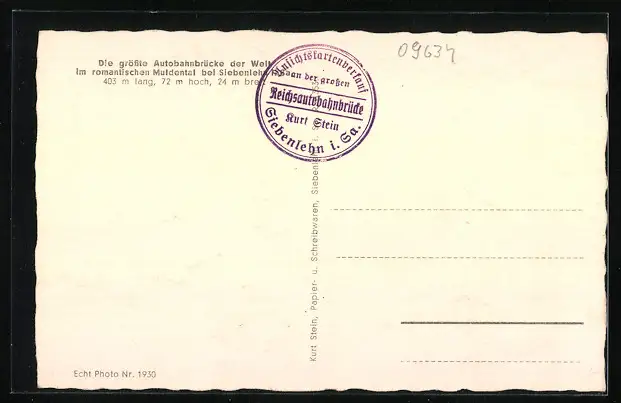 Die größte Autobahnbrücke der Welt
im romantischen Muldental bei Siebenlehn
403 m lang, 72 m hoch, 24 m breit
Ansichtskartenverkauf
an der großen
Reichsautobahnbrücke
Kurt Stein
Siebenlehn i. Sa.
09634
Kurt Stein, Papier- u. Schreibwaren, Siebenlehn i.
Echt Photo Nr. 1930